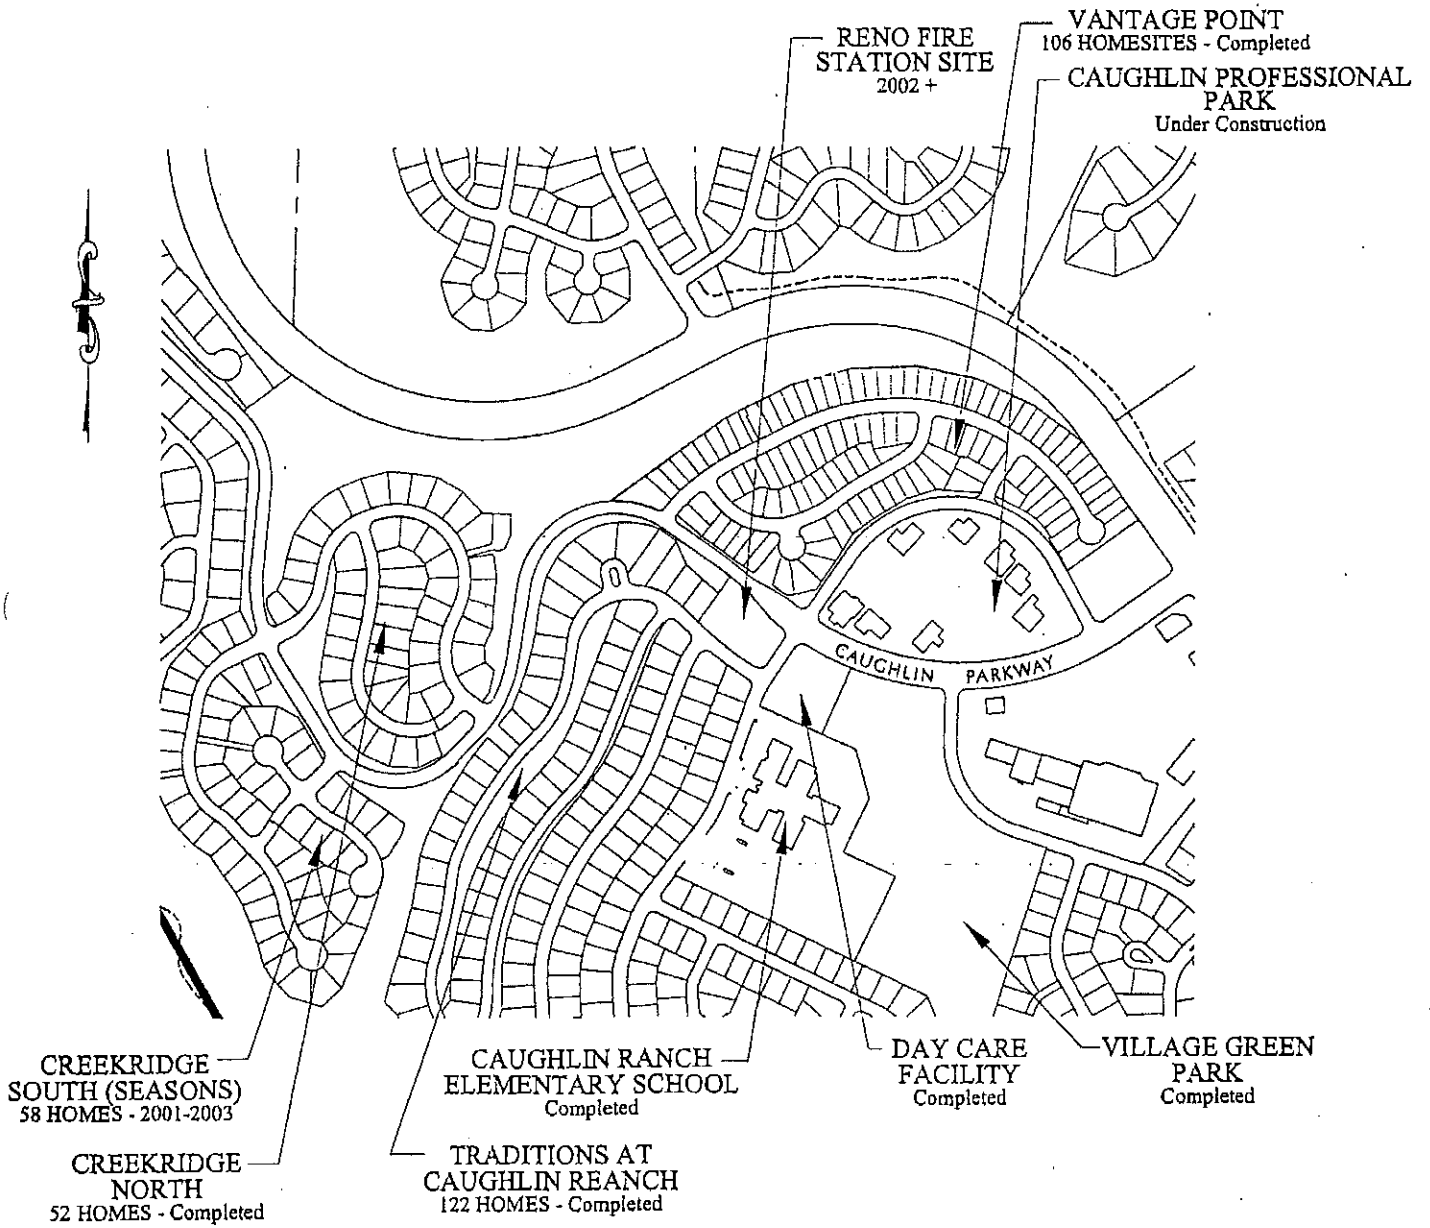 VANTAGE POINT
106 HOMESITES - Completed
RENO FIRE
STATION SITE
2002 +
CAUGHLIN PROFESSIONAL
PARK
Under Construction
CAUGHLIN PARKWAY
CREEKRIDGE
SOUTH (SEASONS)
58 HOMES - 2001-2003
CAUGHLIN RANCH
ELEMENTARY SCHOOL
Completed
DAY CARE
FACILITY
Completed
VILLAGE GREEN
PARK
Completed
CREEKRIDGE
NORTH
52 HOMES - Completed
TRADITIONS AT
CAUGHLIN REANCH
122 HOMES - Completed